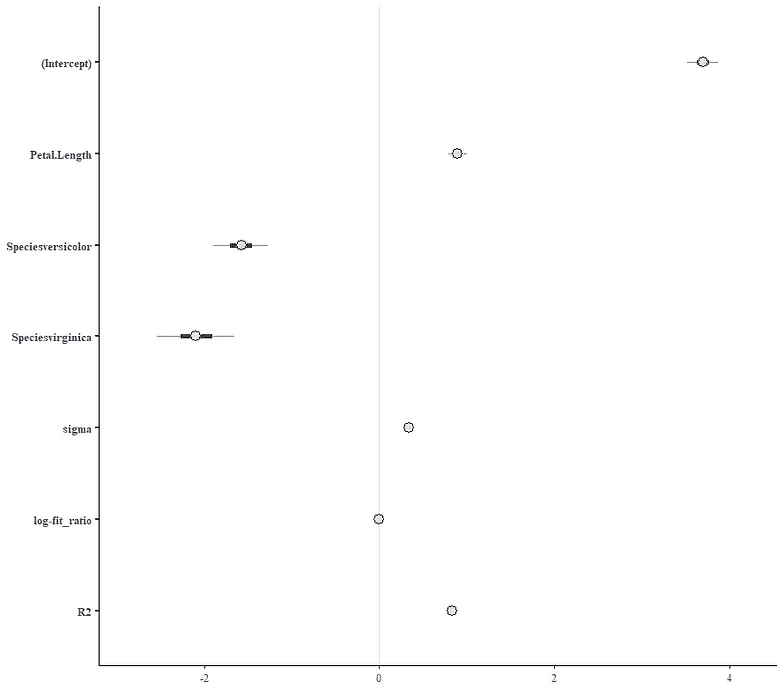 (Intercept)
Petal.Length
Speciesversicolor
Speciesvirginica
sigma
log-fit_ratio
R2
-2 0 2 4